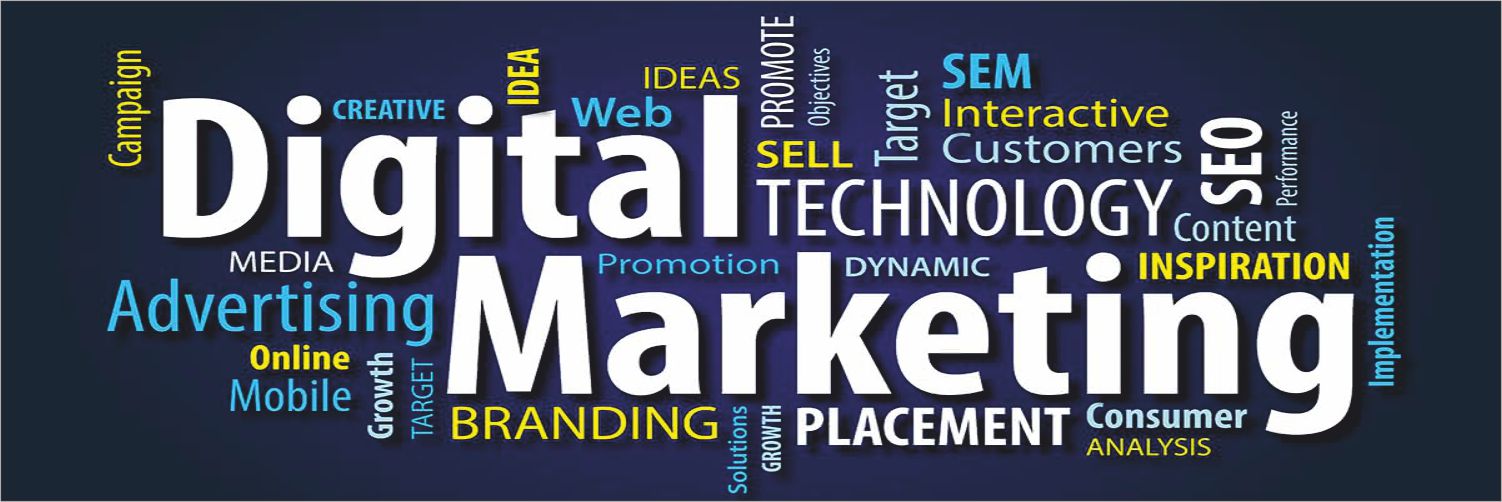 Campaign
Digital
CREATIVE
IDEA
Web
IDEAS
PROMOTE
Objectives
Target
SEM
Interactive
Customers
SELL
TECHNOLOGY
SEO
Performance
Content
MEDIA
Promotion
DYNAMIC
INSPIRATION
Implementation
Advertising
Marketing
Online
Mobile
Growth
TARGET
BRANDING
Solutions
GROWTH
PLACEMENT
Consumer
ANALYSIS